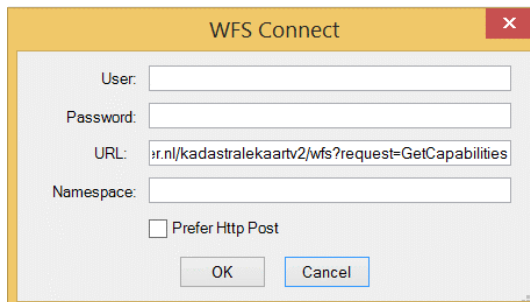 WFS Connect
User:
Password:
URL: er.nl/kadastralekaartv2/wfs?request=GetCapabilities
Namespace:
Prefer Http Post
OK Cancel